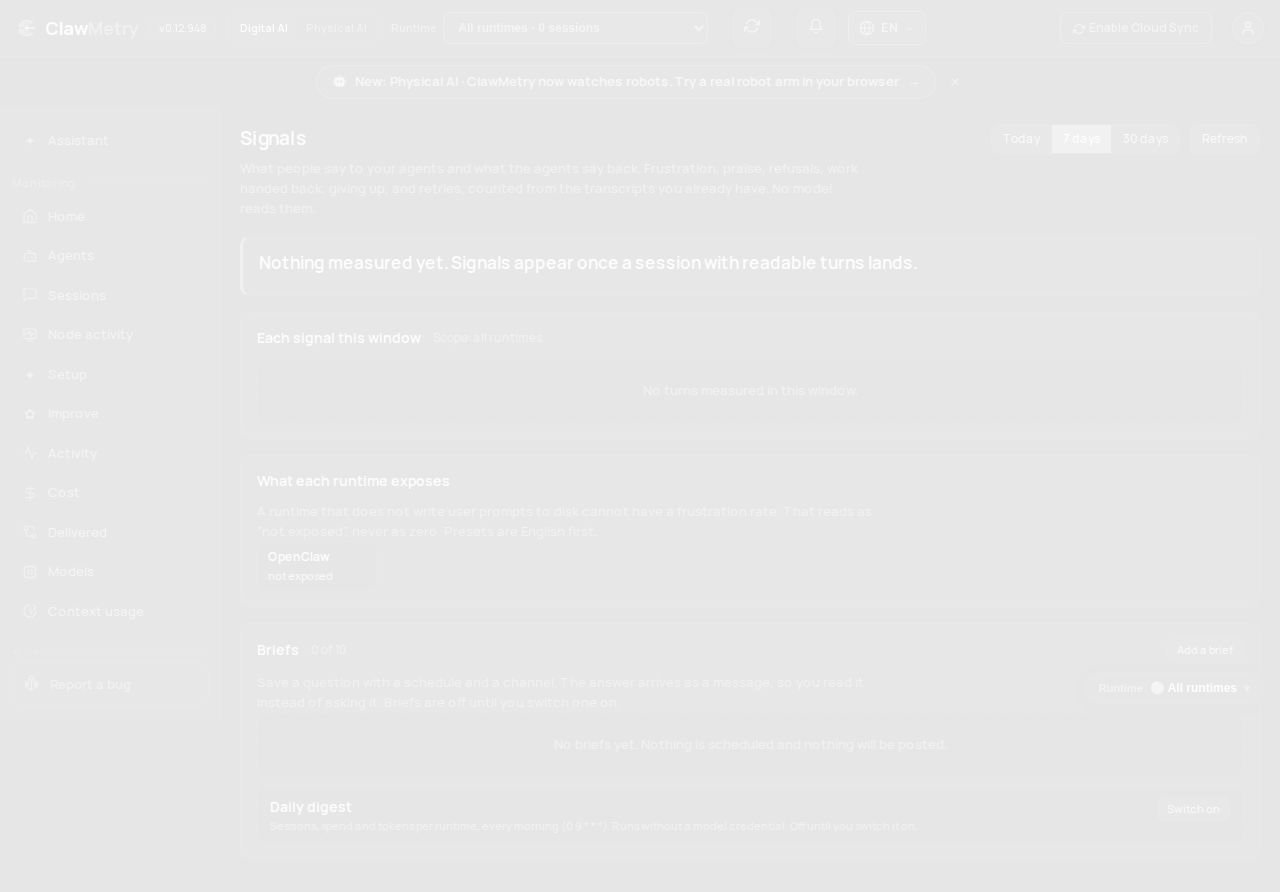 ClawMetry v0.12.948 Digital AI Physical AI Runtime All runtimes - 0 sessions EN Enable Cloud Sync
New: Physical AI · ClawMetry now watches robots. Try a real robot arm in your browser → ×
Assistant
Monitoring
Home
Agents
Sessions
Node activity
Setup
Improve
Activity
Cost
Delivered
Models
Context usage
Report a bug
Signals
Today 7 days 30 days Refresh
What people say to your agents and what the agents say back. Frustration, praise, refusals, work
handed back, giving up, and retries, counted from the transcripts you already have. No model
reads them.
Nothing measured yet. Signals appear once a session with readable turns lands.
Each signal this window Scope: all runtimes
No turns measured in this window.
What each runtime exposes
A runtime that does not write user prompts to disk cannot have a frustration rate. That reads as
"not exposed", never as zero. Presets are English first.
OpenClaw
not exposed
Briefs 0 of 10 Add a brief
Save a question with a schedule and a channel. The answer arrives as a message, so you read it
instead of asking it. Briefs are off until you switch one on.
Runtime All runtimes ▾
No briefs yet. Nothing is scheduled and nothing will be posted.
Daily digest Switch on
Sessions, spend and tokens per runtime, every morning (0 9 * * *). Runs without a model credential. Off until you switch it on.